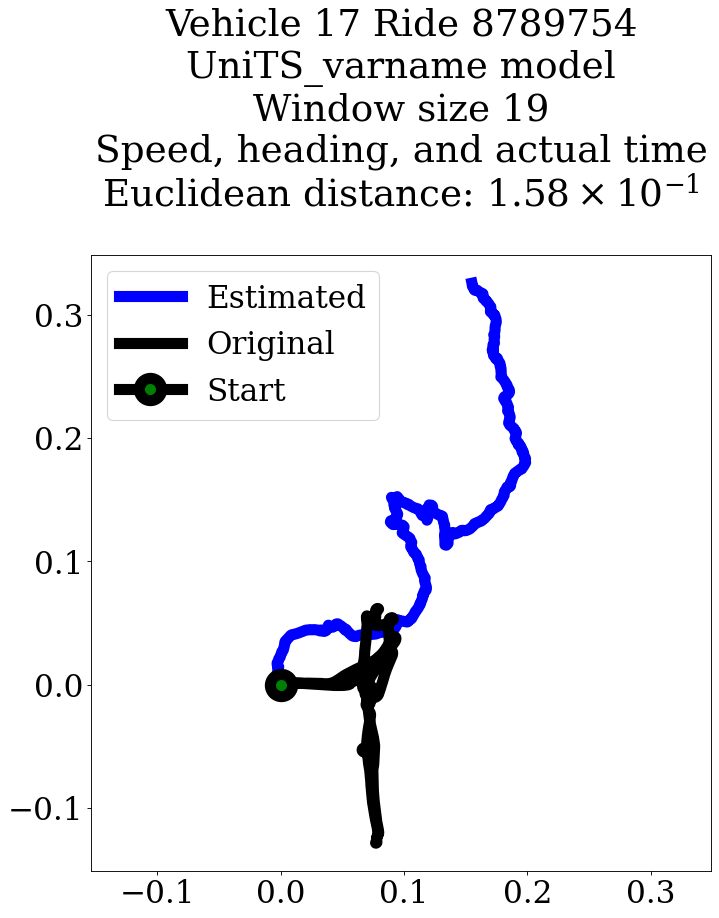 Vehicle 17 Ride 8789754
UniTS_varname model
Window size 19
Speed, heading, and actual time
Euclidean distance: 1.58 × 10⁻¹
Estimated
Original
Start
0.3
0.2
0.1
0.0
−0.1
−0.1 0.0 0.1 0.2 0.3